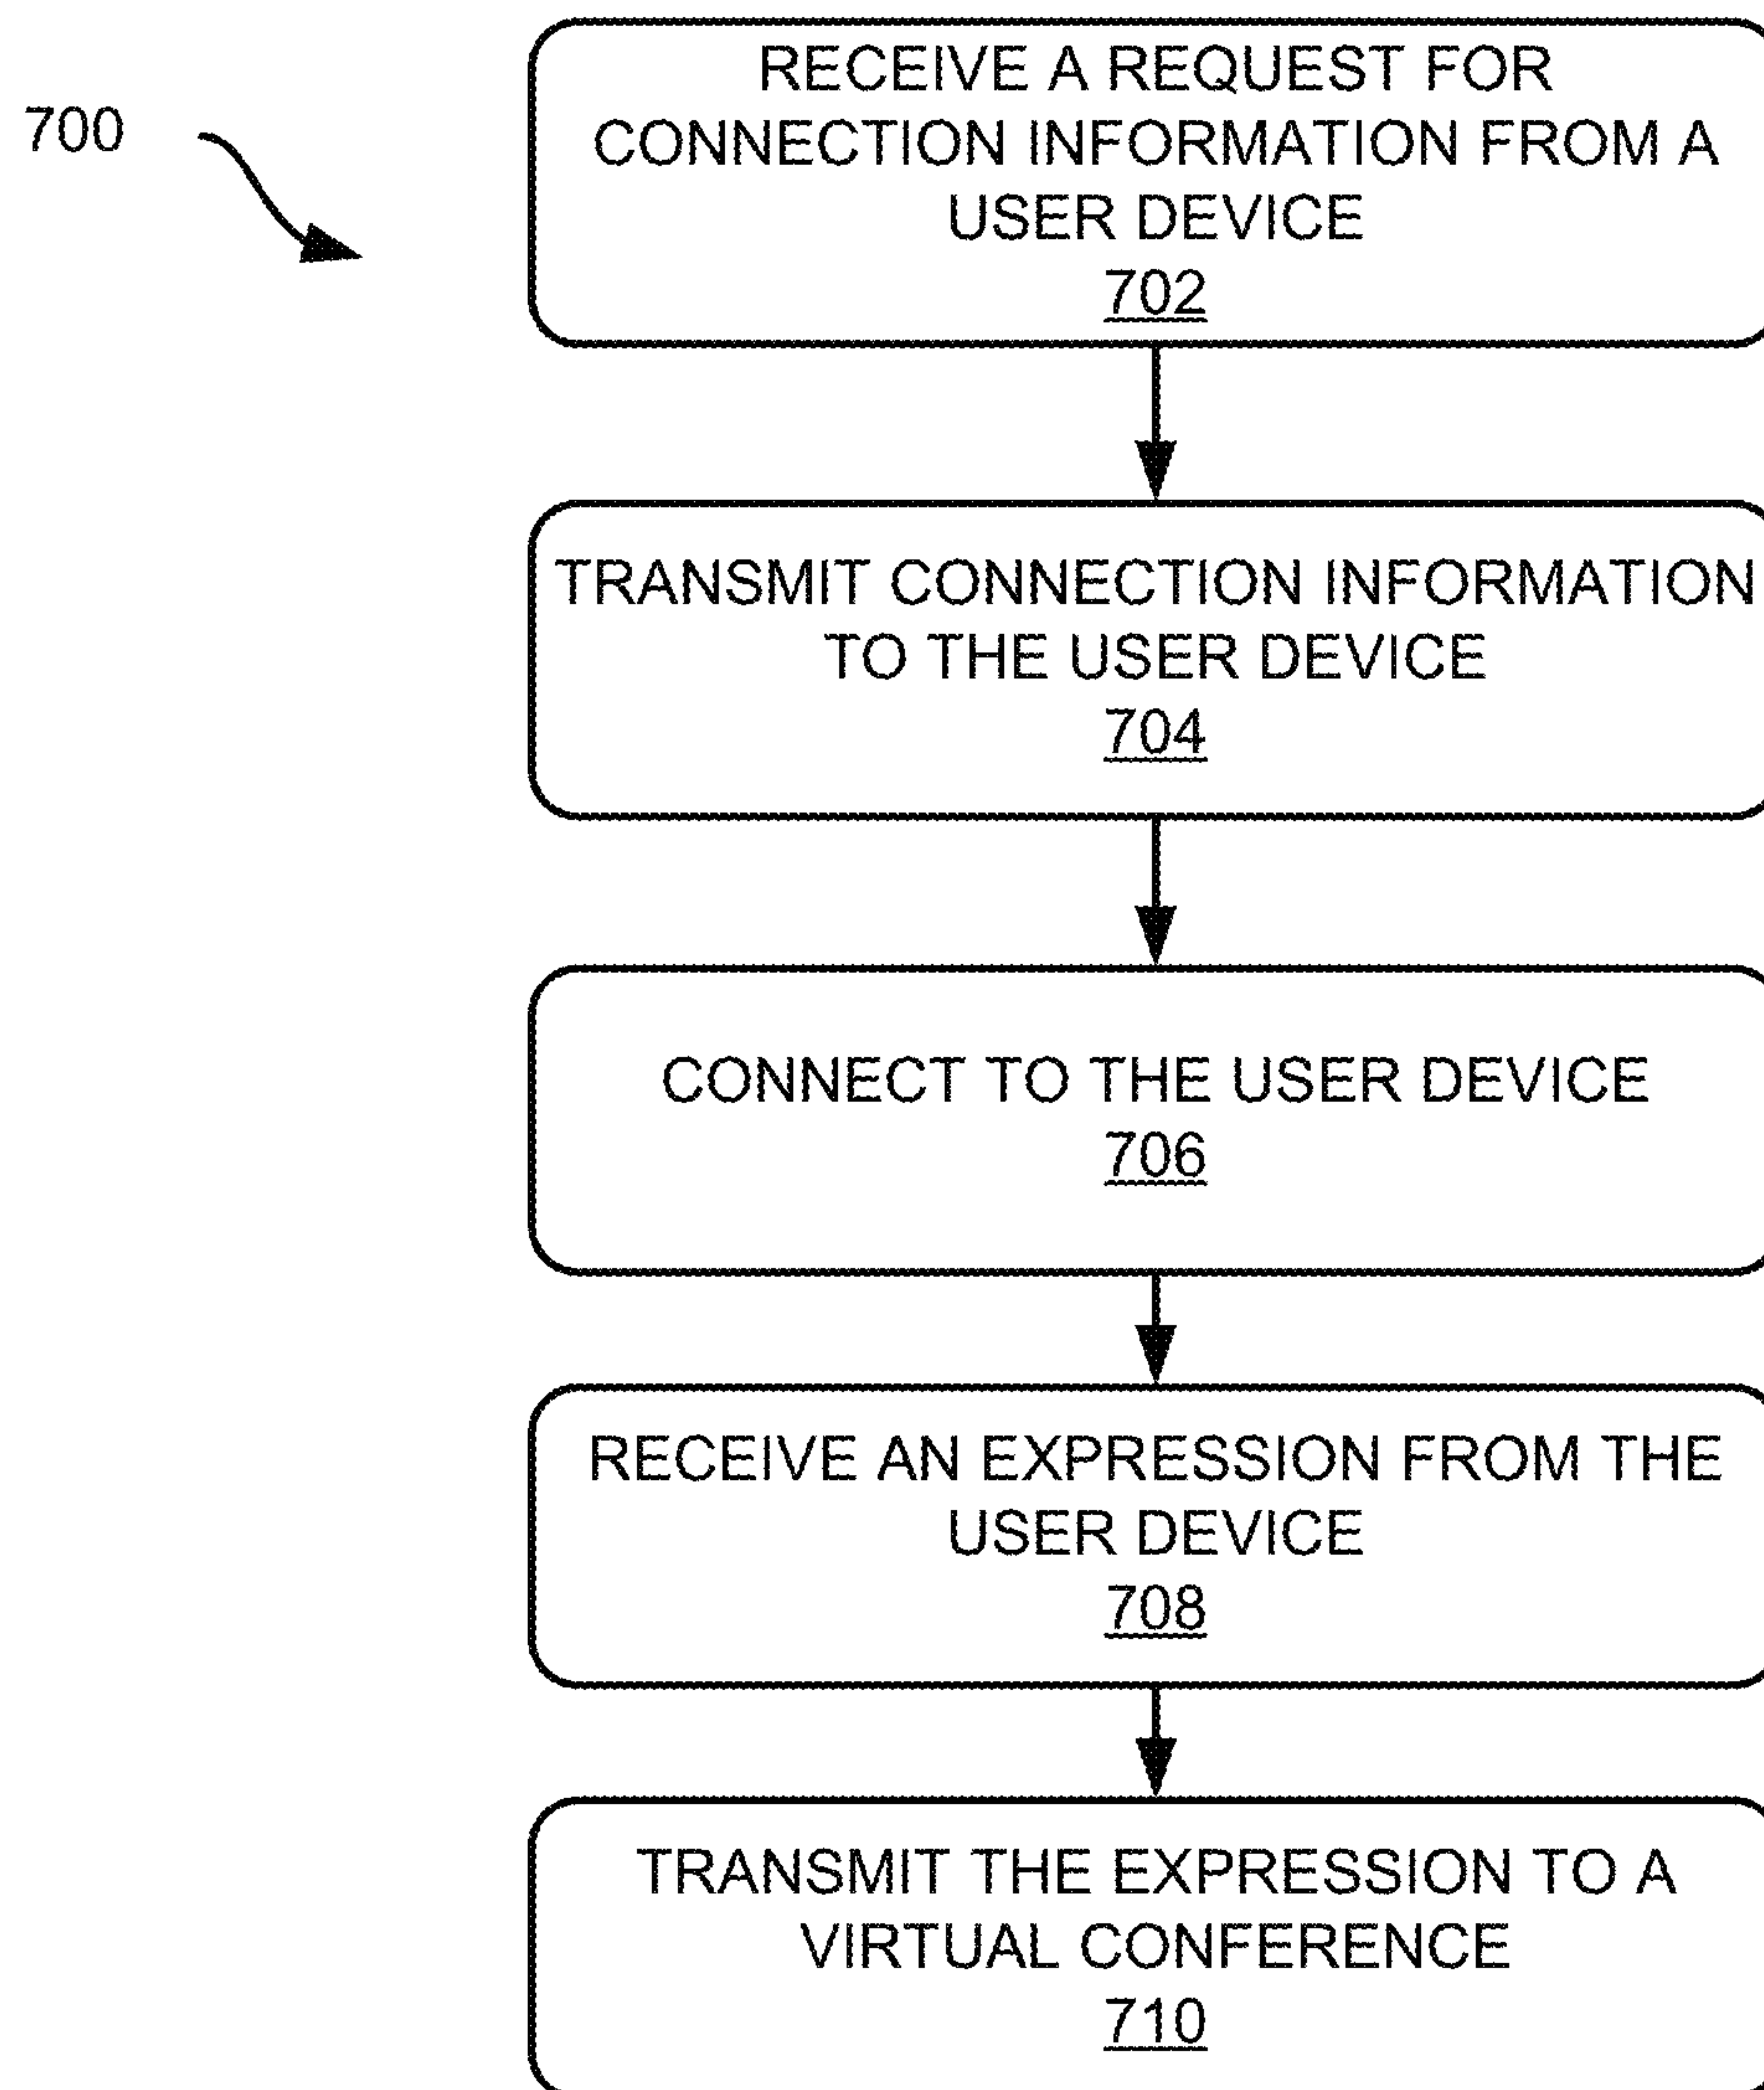 700
RECEIVE A REQUEST FOR
CONNECTION INFORMATION FROM A
USER DEVICE
702
TRANSMIT CONNECTION INFORMATION
TO THE USER DEVICE
704
CONNECT TO THE USER DEVICE
706
RECEIVE AN EXPRESSION FROM THE
USER DEVICE
708
TRANSMIT THE EXPRESSION TO A
VIRTUAL CONFERENCE
710